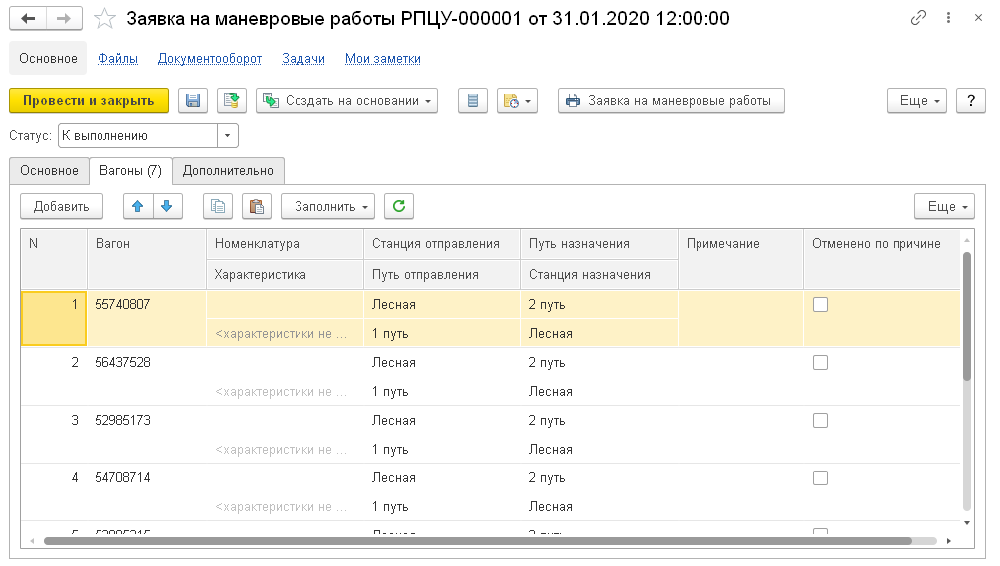 Заявка на маневровые работы РПЦУ-000001 от 31.01.2020 12:00:00
Основное Файлы Документооборот Задачи Мои заметки
Провести и закрыть Создать на основании Заявка на маневровые работы Еще ?
Статус: К выполнению
Основное Вагоны (7) Дополнительно
Добавить Заполнить Еще
N Вагон Номенклатура Станция отправления Путь назначения Примечание Отменено по причине
Характеристика Путь отправления Станция назначения
1 55740807 Лесная 2 путь
<характеристики не ... 1 путь Лесная
2 56437528 Лесная 2 путь
<характеристики не ... 1 путь Лесная
3 52985173 Лесная 2 путь
<характеристики не ... 1 путь Лесная
4 54708714 Лесная 2 путь
<характеристики не ... 1 путь Лесная